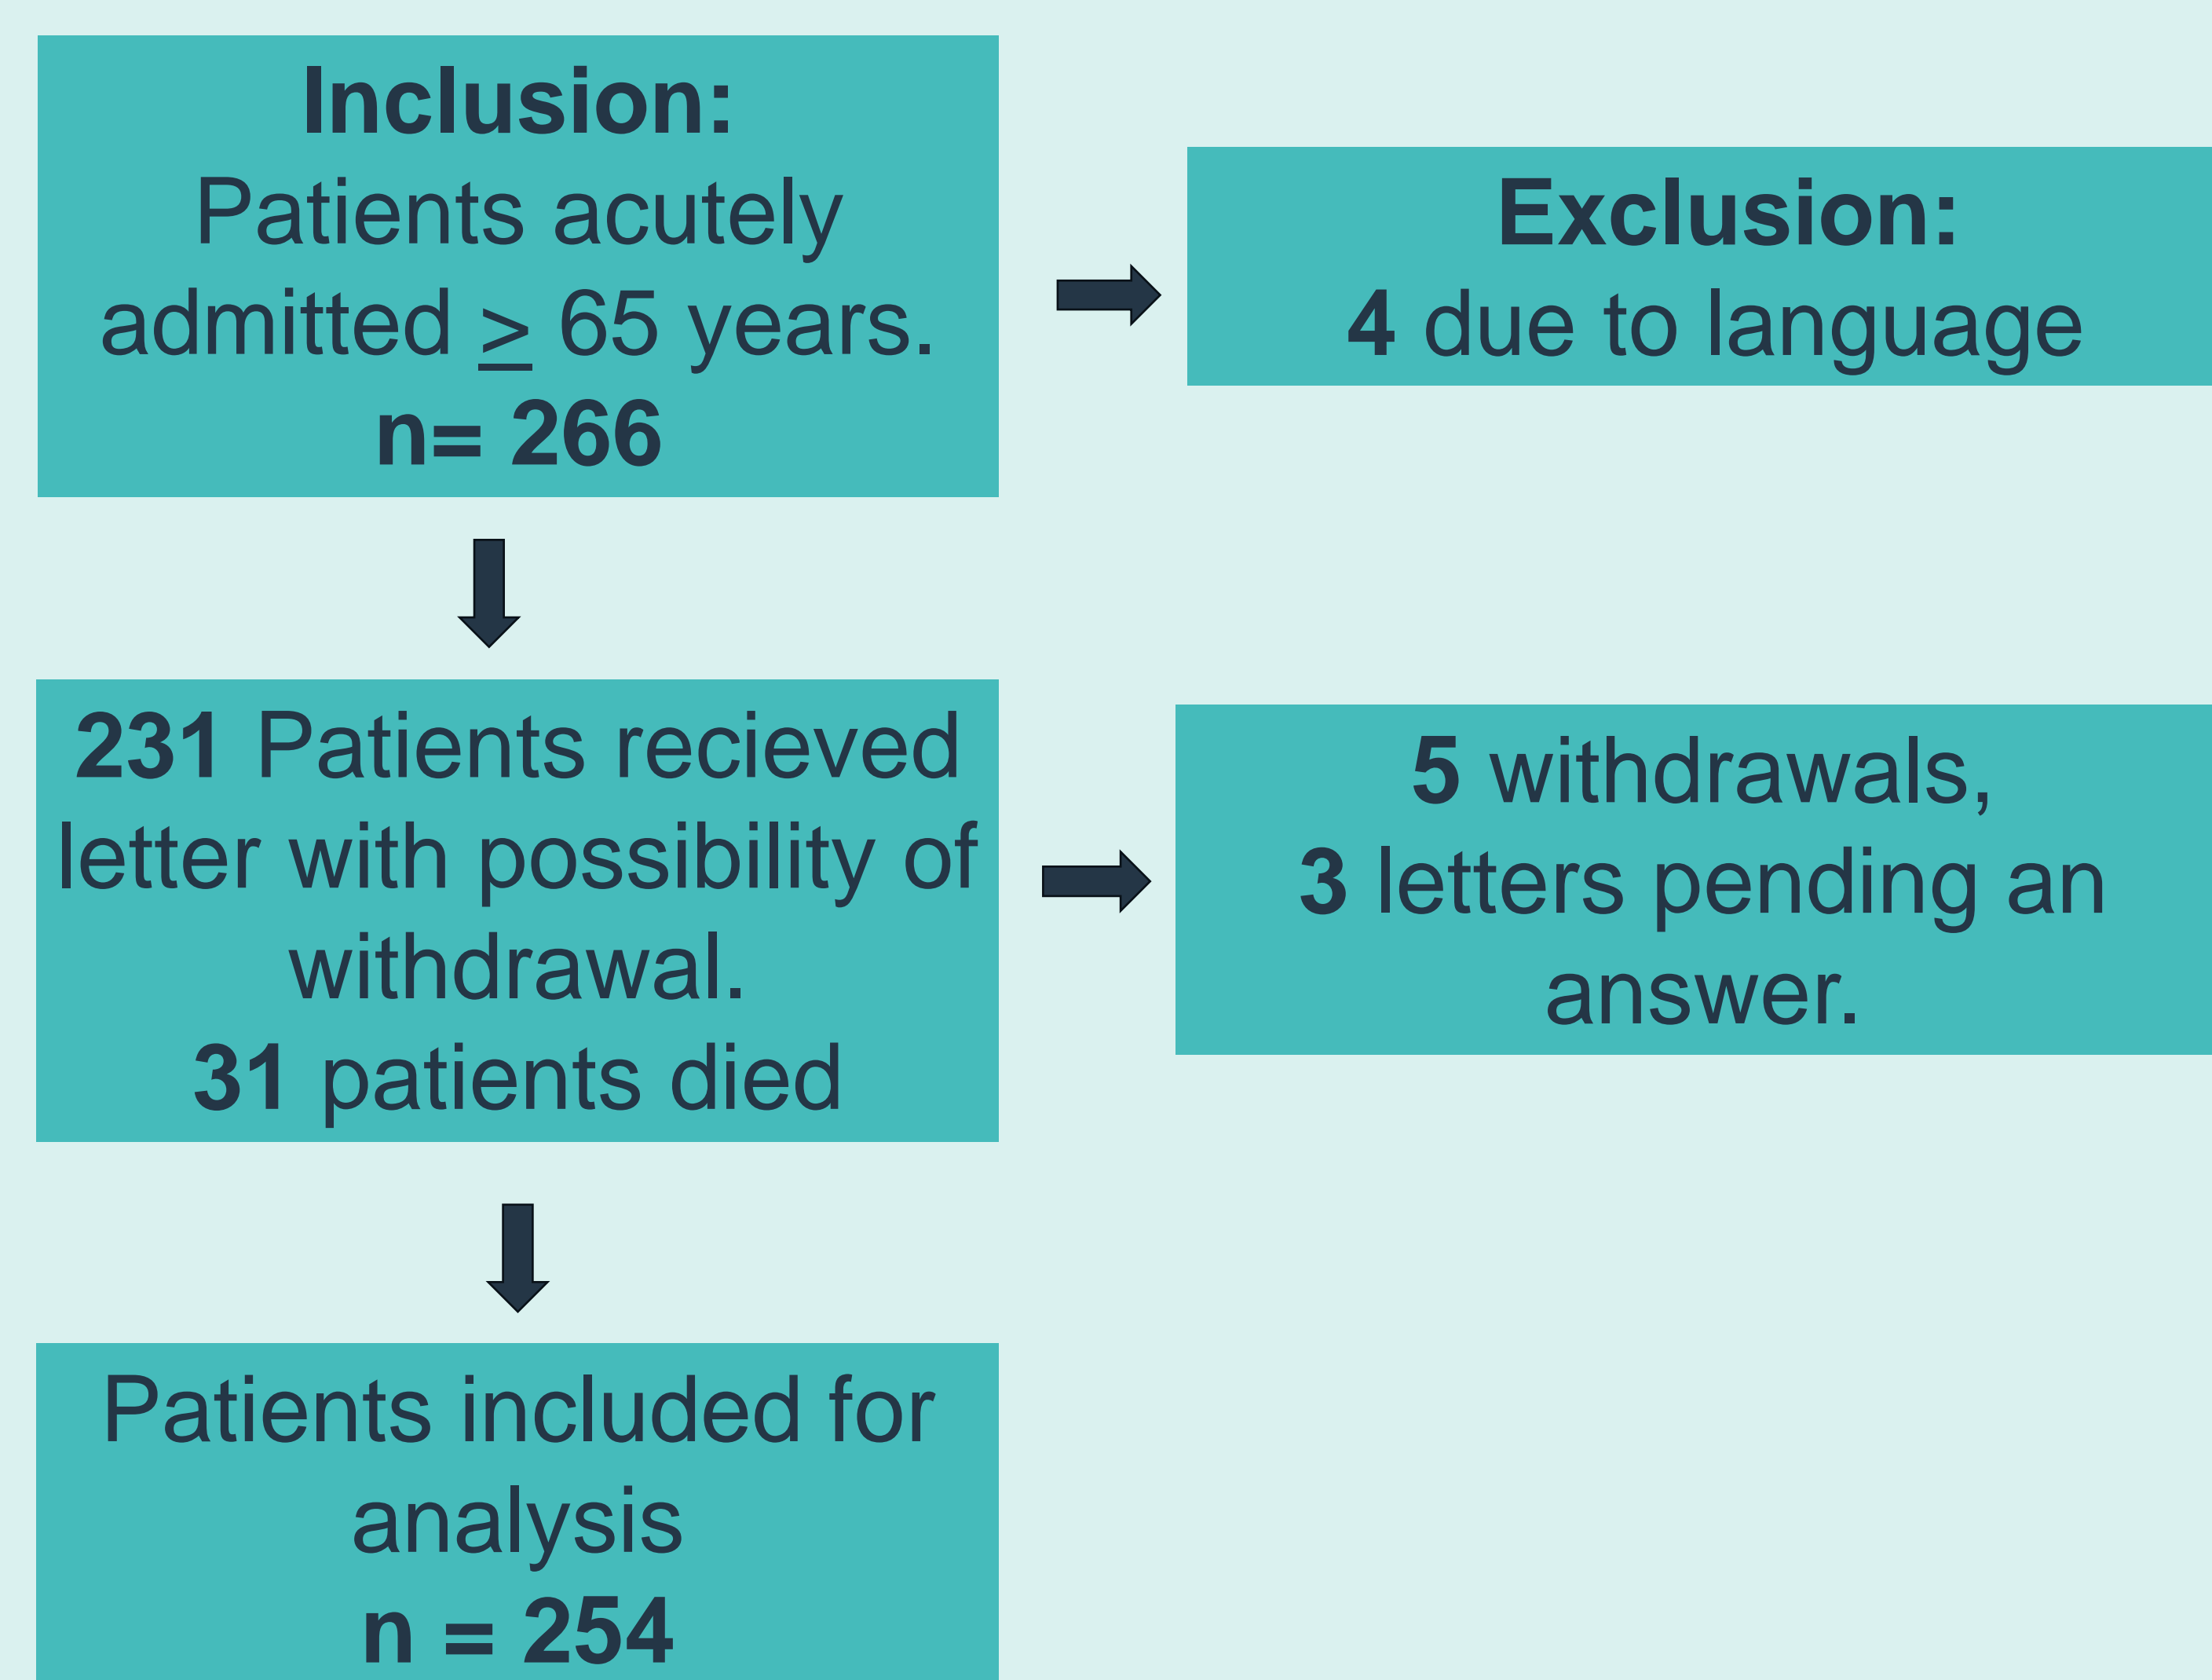 Inclusion:
Patients acutely
admitted ≥ 65 years.
n= 266
Exclusion:
4 due to language
231 Patients recieved
letter with possibility of
withdrawal.
31 patients died
5 withdrawals,
3 letters pending an
answer.
Patients included for
analysis
n = 254